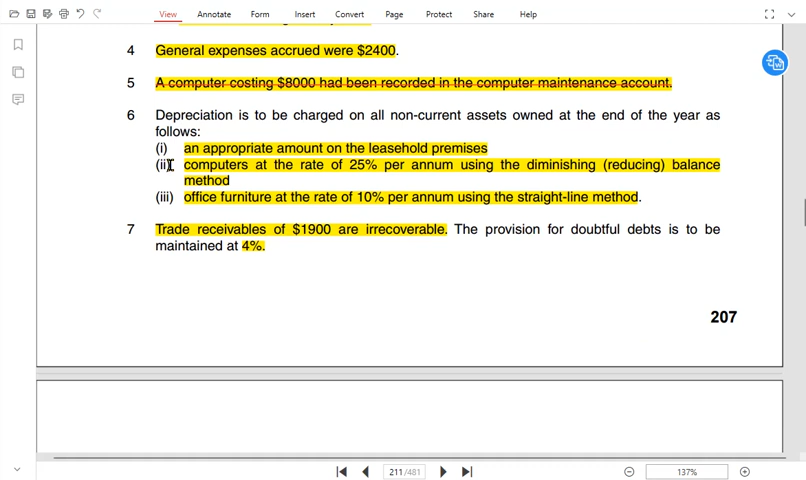 View Annotate Form Insert Convert Page Protect Share Help
4 General expenses accrued were $2400.
5 A computer costing $8000 had been recorded in the computer maintenance account.
6 Depreciation is to be charged on all non-current assets owned at the end of the year as
follows:
(i) an appropriate amount on the leasehold premises
(ii) computers at the rate of 25% per annum using the diminishing (reducing) balance
method
(iii) office furniture at the rate of 10% per annum using the straight-line method.
7 Trade receivables of $1900 are irrecoverable. The provision for doubtful debts is to be
maintained at 4%.
207
211 /481
137%